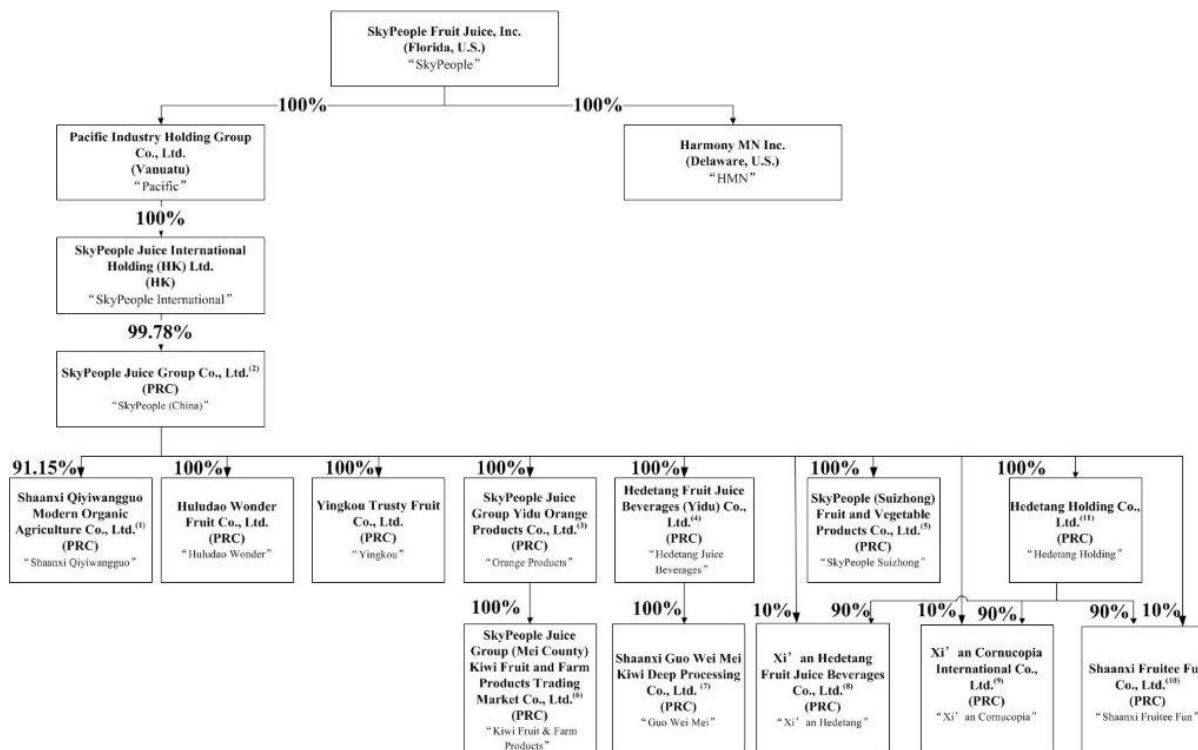 SkyPeople Fruit Juice, Inc.
(Florida, U.S.)
“SkyPeople”
100%
100%
Pacific Industry Holding Group
Co., Ltd.
(Vanuatu)
“Pacific”
Harmony MN Inc.
(Delaware, U.S.)
“HMN”
100%
SkyPeople Juice International
Holding (HK) Ltd.
(HK)
“SkyPeople International”
99.78%
SkyPeople Juice Group Co., Ltd.(2)
(PRC)
“SkyPeople (China)”
91.15%
100%
100%
100%
100%
100%
100%
Shaanxi Qiyiwangguo
Modern Organic
Agriculture Co., Ltd.(1)
(PRC)
“Shaanxi Qiyiwangguo”
Huludao Wonder
Fruit Co., Ltd.
(PRC)
“Huludao Wonder”
Yingkou Trusty Fruit
Co., Ltd.
(PRC)
“Yingkou”
SkyPeople Juice
Group Yidu Orange
Products Co., Ltd.(3)
(PRC)
“Orange Products”
Hedetang Fruit Juice
Beverages (Yidu) Co.,
Ltd.(4)
(PRC)
“Hedetang Juice
Beverages”
SkyPeople (Suizhong)
Fruit and Vegetable
Products Co., Ltd.(5)
(PRC)
“SkyPeople Suizhong”
Hedetang Holding Co.,
Ltd.(11)
(PRC)
“Hedetang Holding”
100%
100%
10%
90%
10%
90%
90%
10%
SkyPeople Juice
Group (Mei County)
Kiwi Fruit and Farm
Products Trading
Market Co., Ltd.(6)
(PRC)
“Kiwi Fruit & Farm
Products”
Shaanxi Guo Wei Mei
Kiwi Deep Processing
Co., Ltd. (7)
(PRC)
“Guo Wei Mei”
Xi’an Hedetang
Fruit Juice Beverages
Co., Ltd.(8)
(PRC)
“Xi’an Hedetang”
Xi’an Cornucopia
International Co.,
Ltd.(9)
(PRC)
“Xi’an Cornucopia”
Shaanxi Fruitee Fun
Co., Ltd.(10)
(PRC)
“Shaanxi Fruitee Fun”